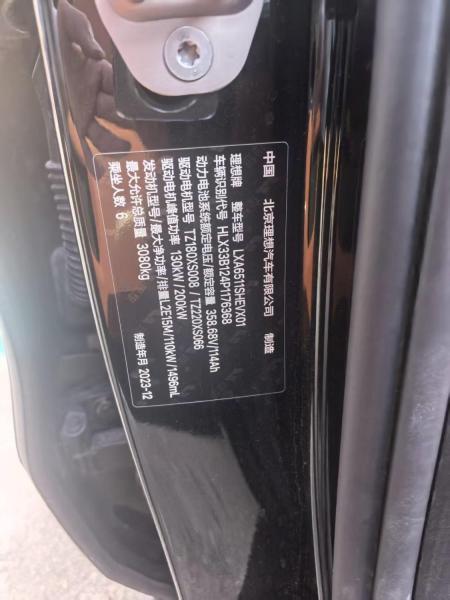 中国 北京理想汽车有限公司 制造
理想牌 整车型号 LXA6511SHEVX01
车辆识别代号 HLX33B124P1176368
动力电池系统额定电压/额定容量 358.68V/114Ah
驱动电机型号 TZ180XS008 / TZ220XS066
驱动电机峰值功率 130kW / 200kW
发动机型号/最大净功率/排量 L2E15M/110kW/1496mL
最大允许总质量 3080kg
乘坐人数 6 制造年月 2023-12